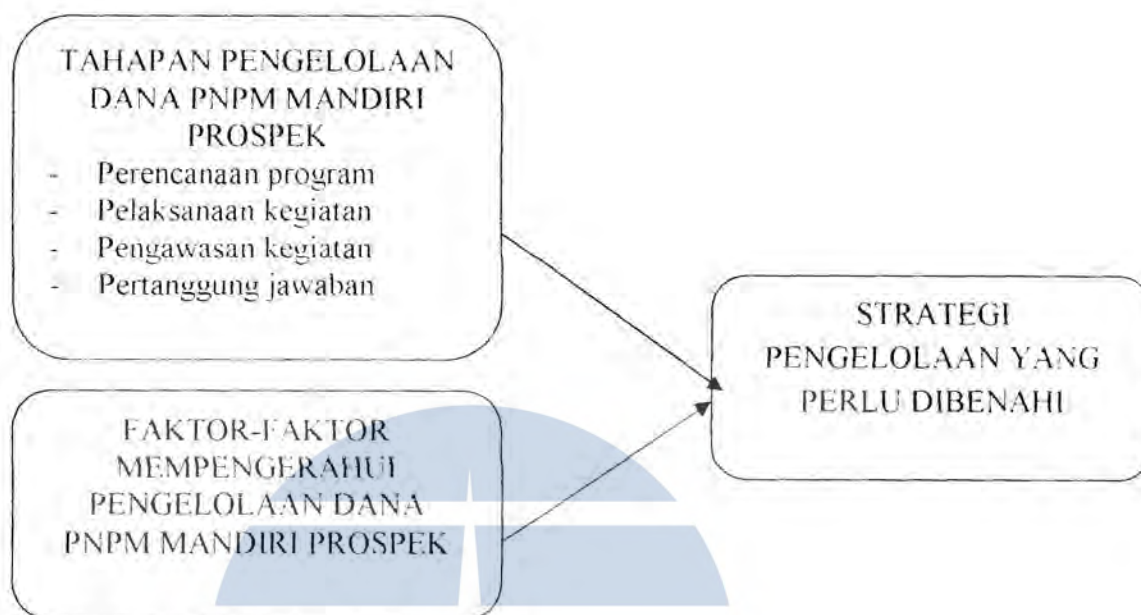 TAHAPAN PENGELOLAAN
DANA PNPM MANDIRI
PROSPEK
- Perencanaan program
- Pelaksanaan kegiatan
- Pengawasan kegiatan
- Pertanggung jawaban
STRATEGI
PENGELOLAAN YANG
PERLU DIBENAHI
FAKTOR-FAKTOR
MEMPENGERAHUI
PENGELOLAAN DANA
PNPM MANDIRI PROSPEK